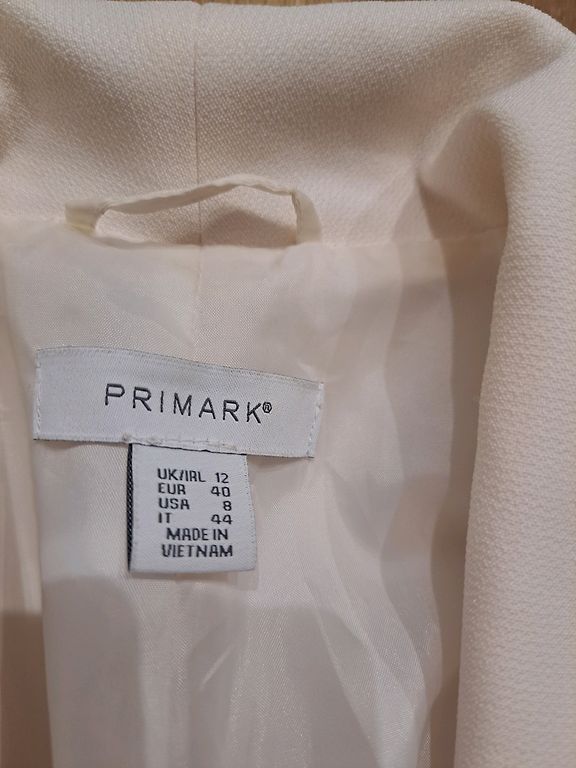 PRIMARK®
UK/IRL 12
EUR 40
USA 8
IT 44
MADE IN
VIETNAM